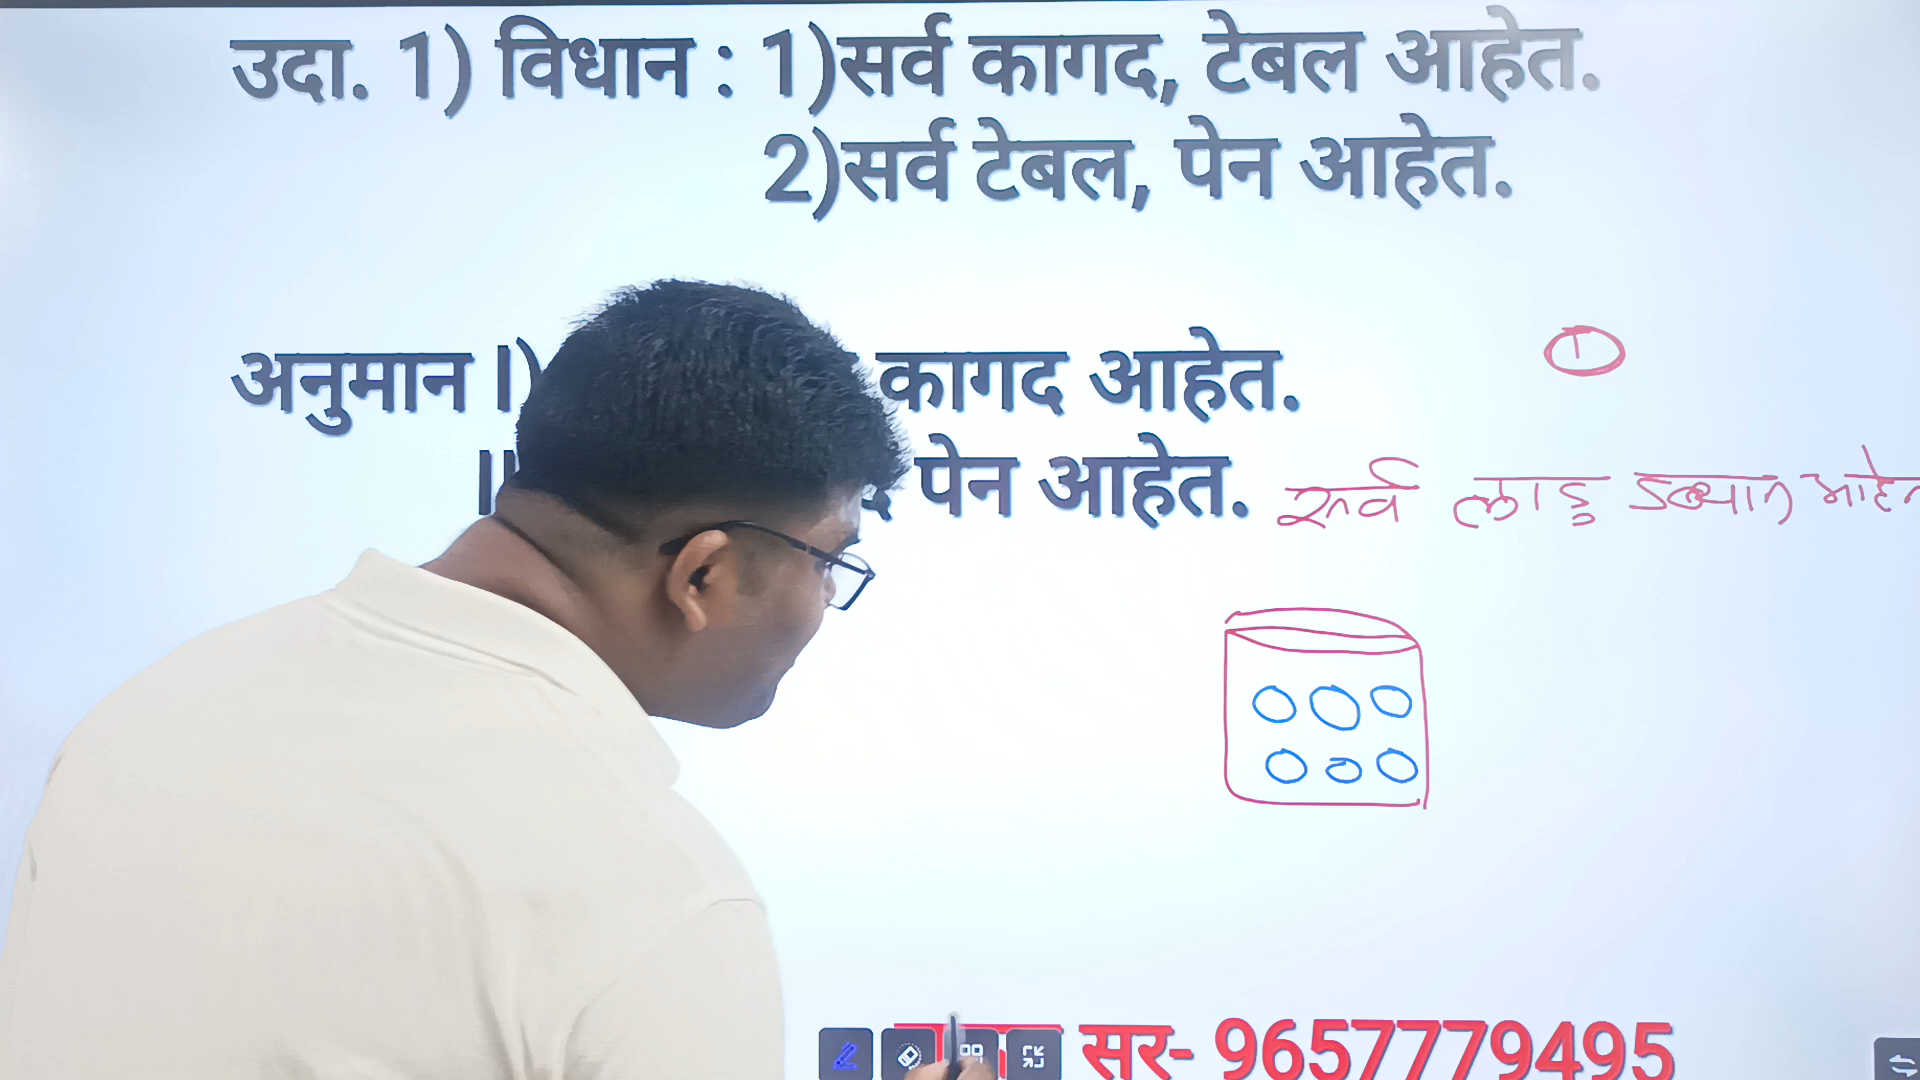 उदा. 1) विधान : 1)सर्व कागद, टेबल आहेत.
2)सर्व टेबल, पेन आहेत.
1
अनुमान I) कागद आहेत.
पेन आहेत.
सर्व लाडू डब्यात आहेत
सर- 9657779495